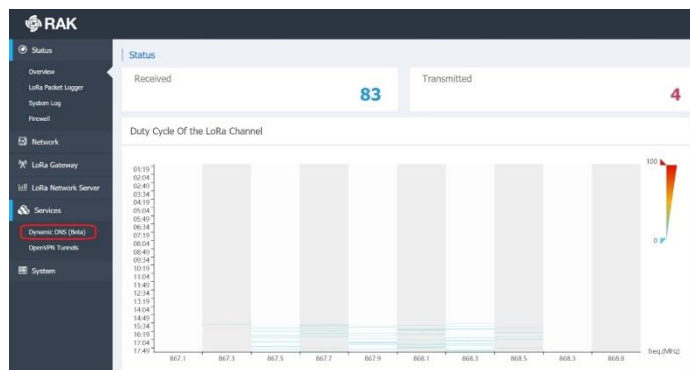 RAK
Status
Overview
LoRa Packet Logger
System Log
Firewall
Network
LoRa Gateway
LoRa Network Server
Services
Dynamic DNS (Beta)
OpenVPN Tunnels
System
Status
Received
83
Transmitted
4
Duty Cycle Of the LoRa Channel
01:19
02:04
02:49
03:34
04:19
05:04
05:49
06:34
07:19
08:04
08:49
09:34
10:19
11:04
11:49
12:34
13:19
14:04
14:49
15:34
16:19
17:04
17:49
867.1 867.3 867.5 867.7 867.9 868.1 868.3 868.5 868.3 868.8
freq.(MHz)
100
0